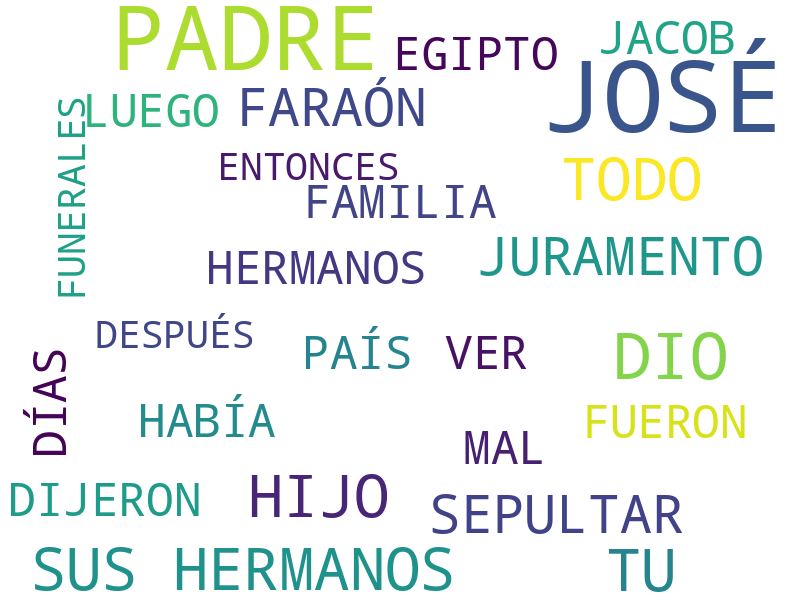 PADRE
EGIPTO
JACOB
JOSÉ
LUEGO
FARAÓN
FUNERALES
ENTONCES
TODO
FAMILIA
JURAMENTO
HERMANOS
DESPUÉS
PAÍS
VER
DIO
DÍAS
HABÍA
FUERON
MAL
DIJERON
HIJO
SEPULTAR
SUS HERMANOS
TU